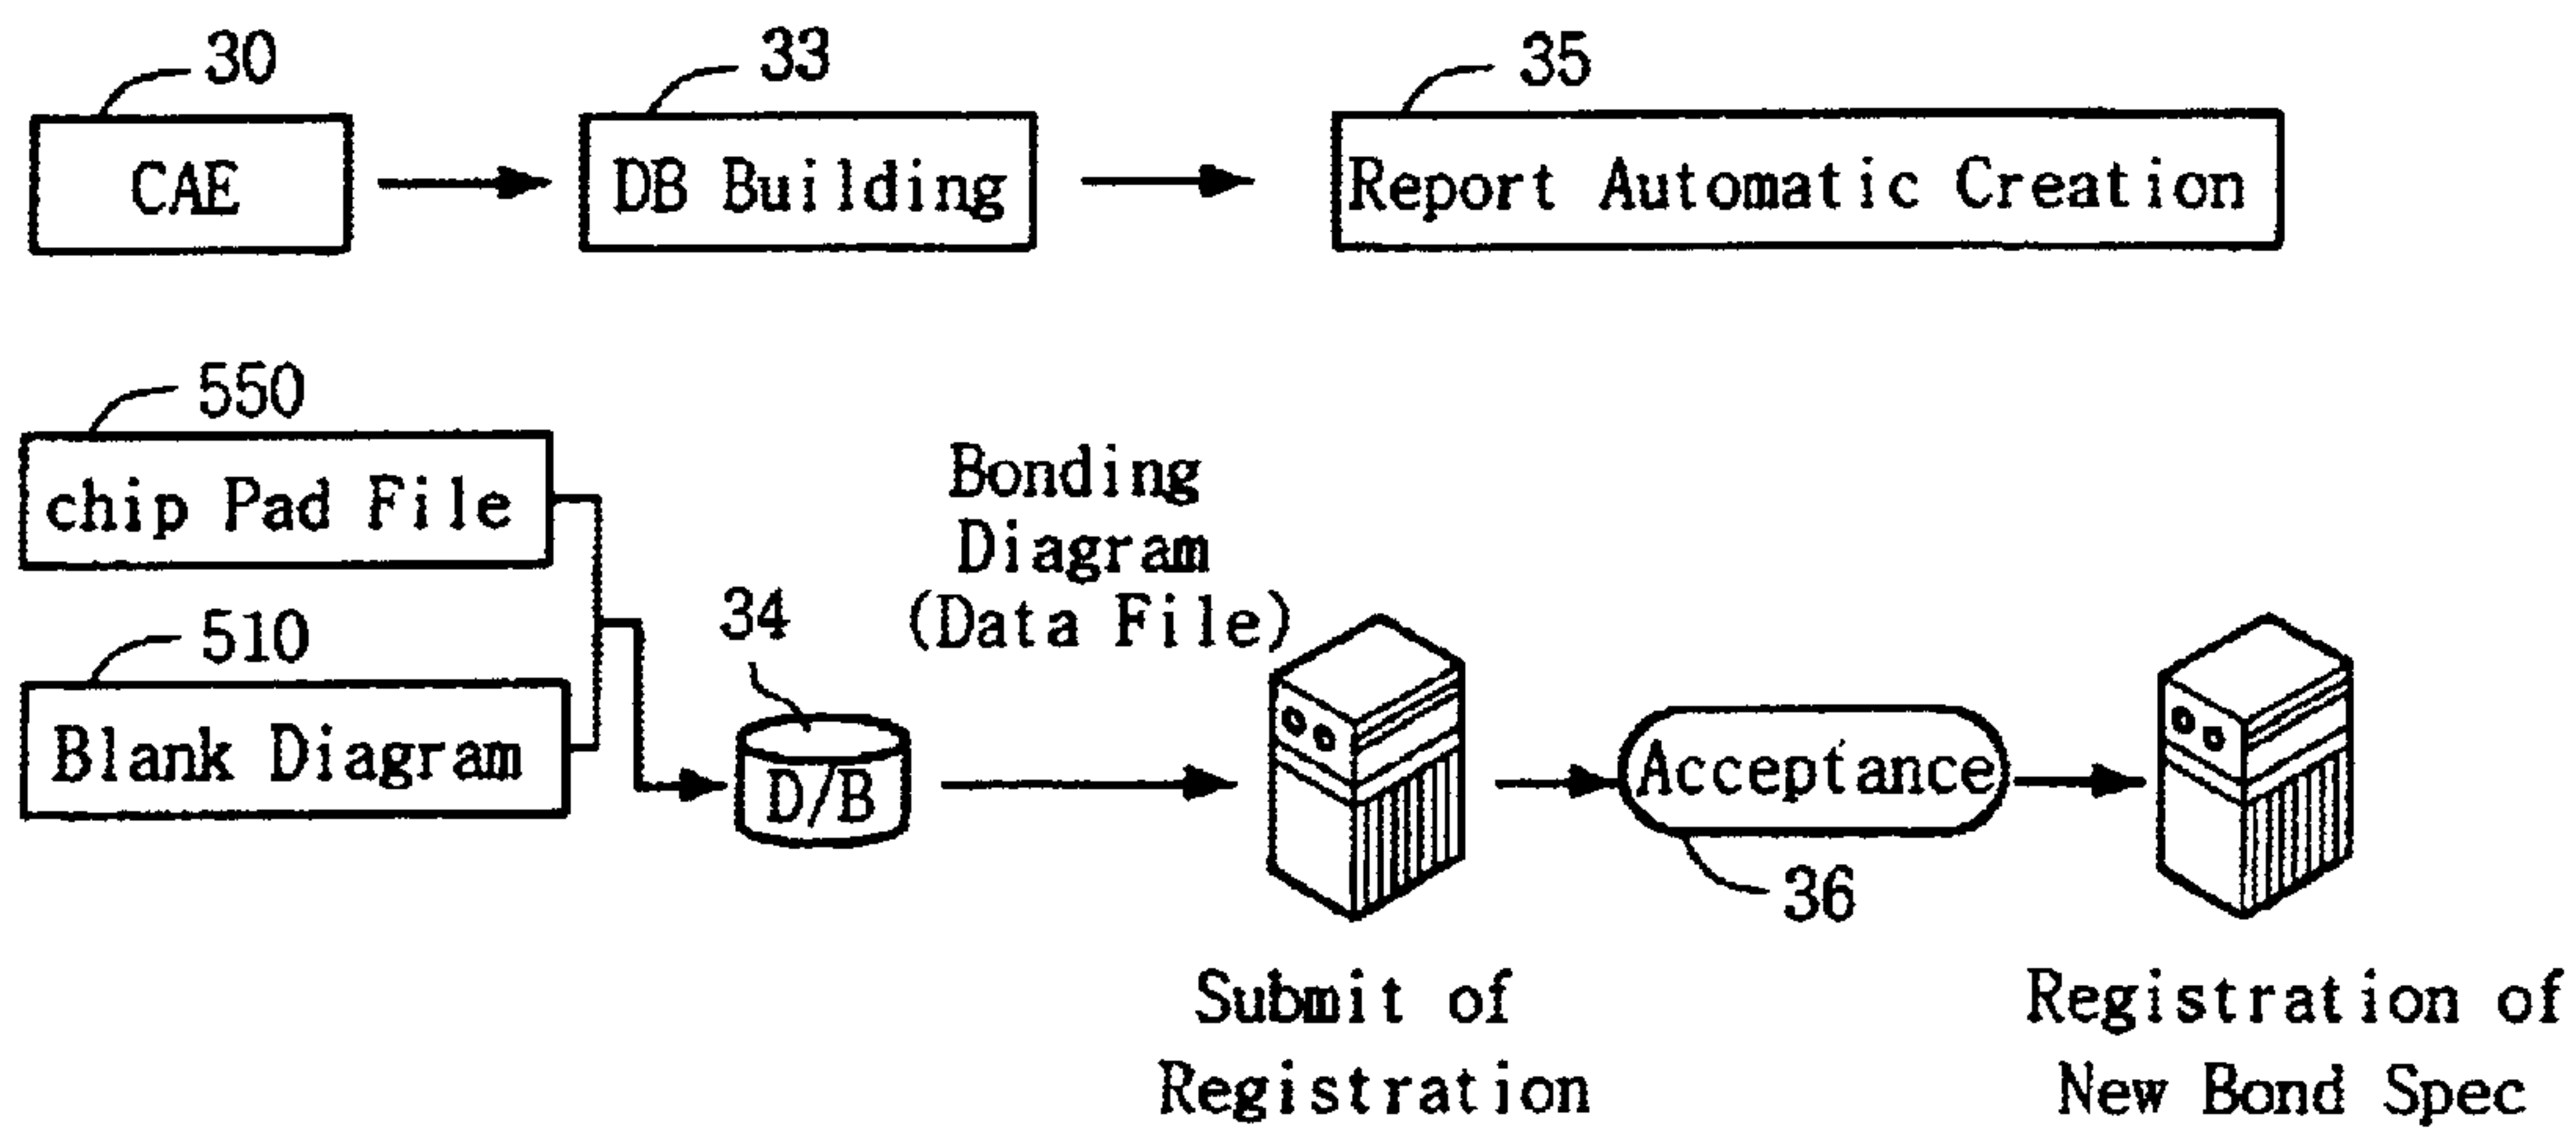 30
33
35
CAE
DB Building
Report Automatic Creation
550
chip Pad File
510
Blank Diagram
34
D/B
Bonding
Diagram
(Data File)
Acceptance
36
Submit of
Registration
Registration of
New Bond Spec